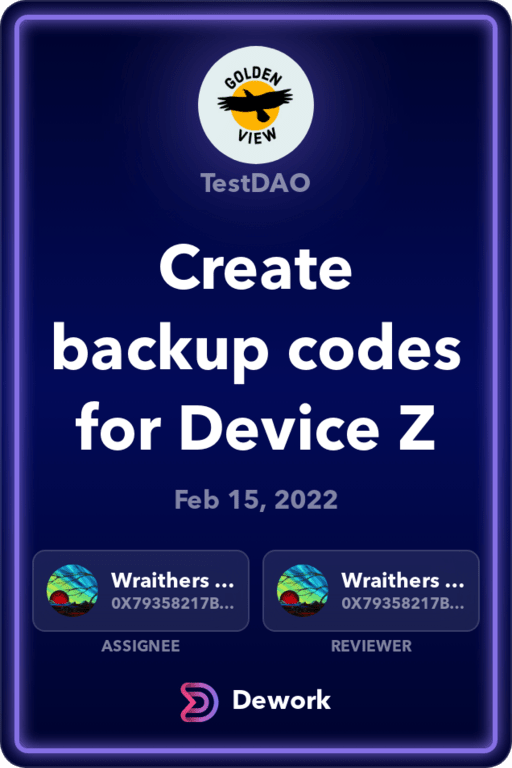 GOLDEN
VIEW
TestDAO
Create
backup codes
for Device Z
Feb 15, 2022
Wraithers ...
0X79358217B...
ASSIGNEE
Wraithers ...
0X79358217B...
REVIEWER
Dework